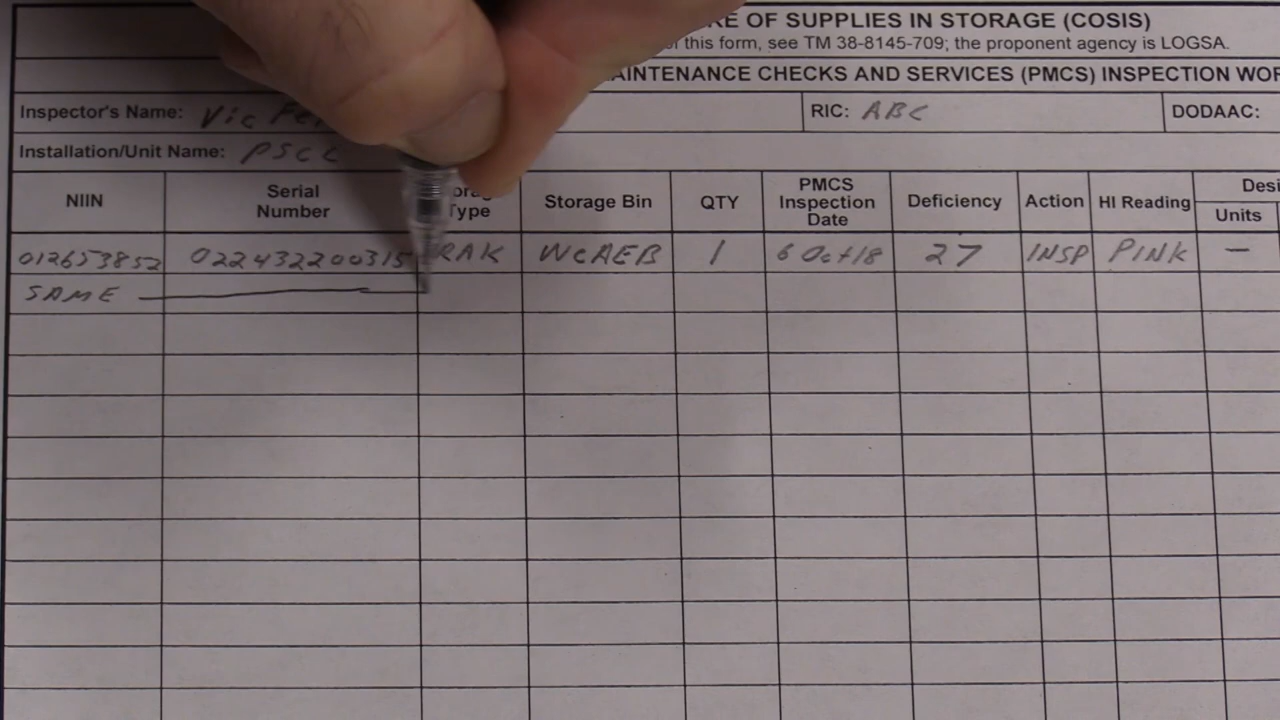 RE OF SUPPLIES IN STORAGE (COSIS)
this form, see TM 38-8145-709; the proponent agency is LOGSA.
AINTENANCE CHECKS AND SERVICES (PMCS) INSPECTION WOR
Inspector's Name: Vic RIC: ABC DODAAC:
Installation/Unit Name: PSCC
NIIN Serial Number Type Storage Bin QTY PMCS Inspection Date Deficiency Action HI Reading Desi
Units
012653852 022432200315 RAK WCAEB 1 6 Oct 18 27 INSP PINK —
SAME